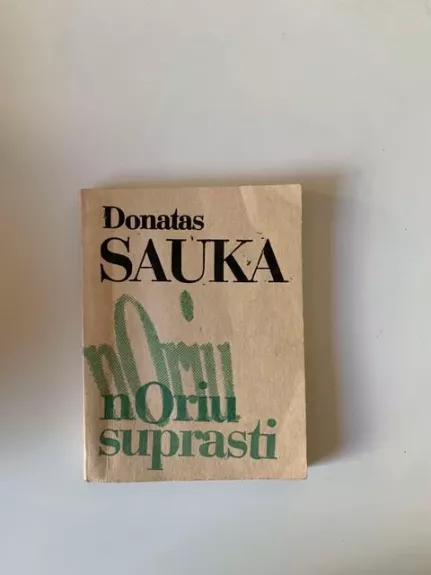 Donatas
SAUKA
nOriu
nOriu
suprasti